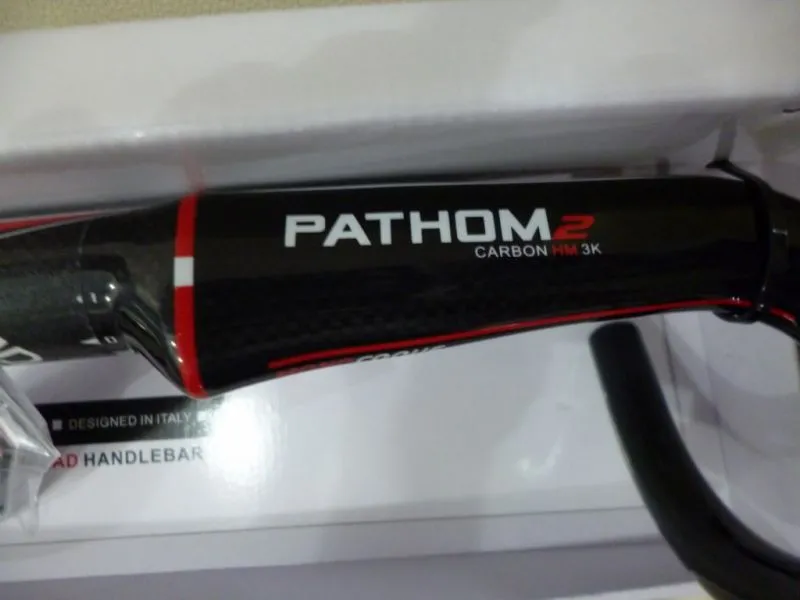 PATHOM2
CARBON HM 3K
DESIGNED IN ITALY
AD HANDLEBAR